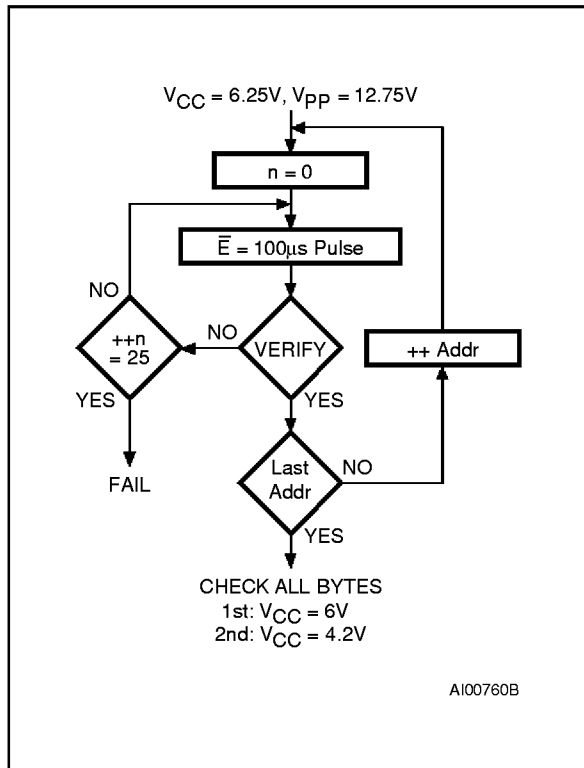 VCC = 6.25V, VPP = 12.75V
n = 0
E̅ = 100µs Pulse
NO
++n
= 25
NO
VERIFY
++ Addr
YES
YES
FAIL
Last
Addr
NO
YES
CHECK ALL BYTES
1st: VCC = 6V
2nd: VCC = 4.2V
AI00760B